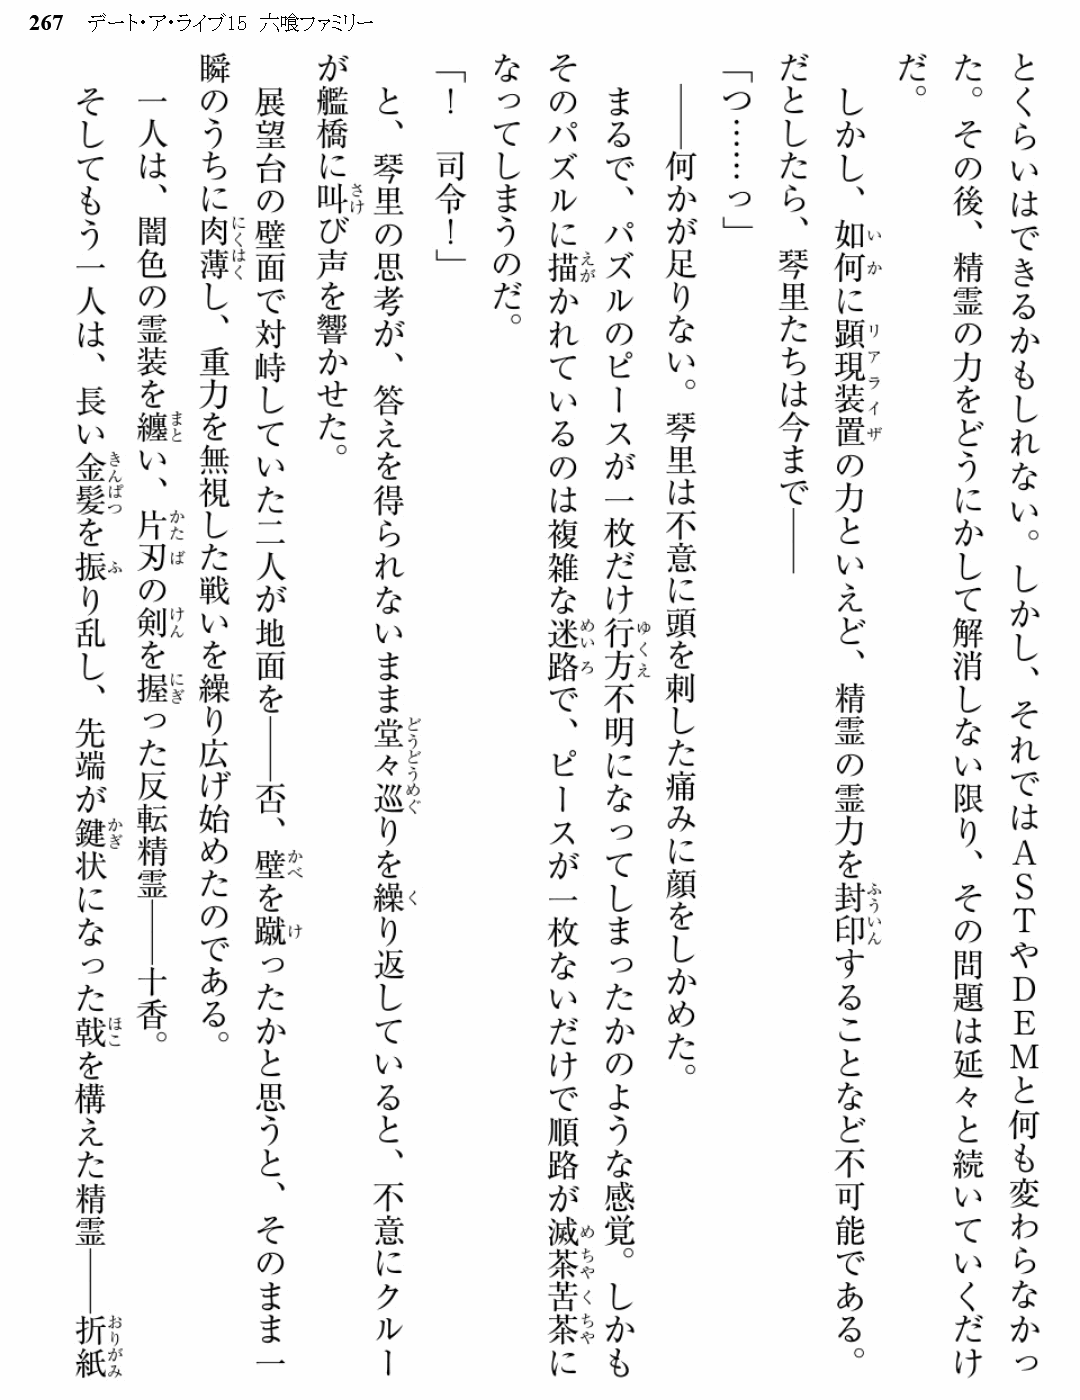 267 デート・ア・ライブ15 六喰ファミリー
とくらいはできるかもしれない。しかし、それではＡＳＴやＤＥＭと何も変わらなかっ
た。その後、精霊の力をどうにかして解消しない限り、その問題は延々と続いていくだけ
だ。
しかし、如何に顕現装置の力といえど、精霊の霊力を封印することなど不可能である。
だとしたら、琴里たちは今まで――
「つ……っ」
――何かが足りない。琴里は不意に頭を刺した痛みに顔をしかめた。
まるで、パズルのピースが一枚だけ行方不明になってしまったかのような感覚。しかも
そのパズルに描かれているのは複雑な迷路で、ピースが一枚ないだけで順路が滅茶苦茶に
なってしまうのだ。
「！　司令！」
と、琴里の思考が、答えを得られないまま堂々巡りを繰り返していると、不意にクルー
が艦橋に叫び声を響かせた。
展望台の壁面で対峙していた二人が地面を――否、壁を蹴ったかと思うと、そのまま一
瞬のうちに肉薄し、重力を無視した戦いを繰り広げ始めたのである。
一人は、闇色の霊装を纏い、片刃の剣を握った反転精霊――十香。
そしてもう一人は、長い金髪を振り乱し、先端が鍵状になった戟を構えた精霊――折紙